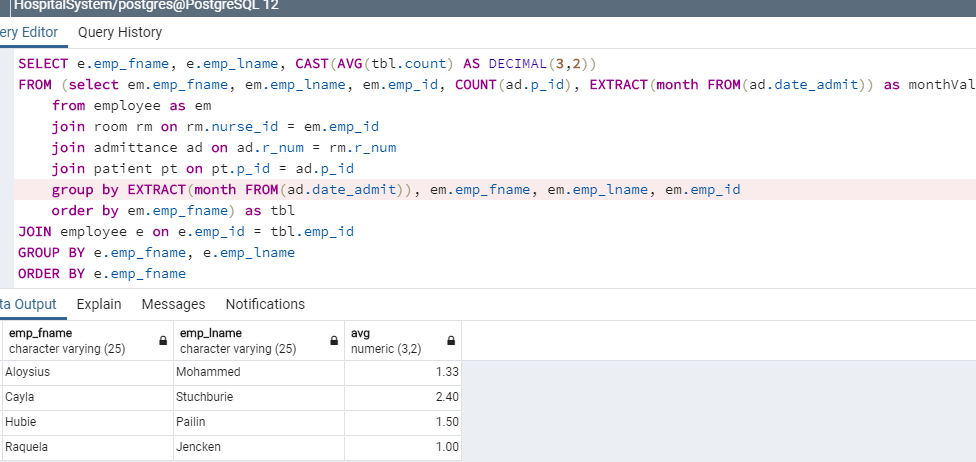 HospitalSystem/postgres@PostgreSQL 12
ery Editor Query History
SELECT e.emp_fname, e.emp_lname, CAST(AVG(tbl.count) AS DECIMAL(3,2))
FROM (select em.emp_fname, em.emp_lname, em.emp_id, COUNT(ad.p_id), EXTRACT(month FROM(ad.date_admit)) as monthVal
from employee as em
join room rm on rm.nurse_id = em.emp_id
join admittance ad on ad.r_num = rm.r_num
join patient pt on pt.p_id = ad.p_id
group by EXTRACT(month FROM(ad.date_admit)), em.emp_fname, em.emp_lname, em.emp_id
order by em.emp_fname) as tbl
JOIN employee e on e.emp_id = tbl.emp_id
GROUP BY e.emp_fname, e.emp_lname
ORDER BY e.emp_fname
ta Output Explain Messages Notifications
emp_fname emp_lname avg
character varying (25) character varying (25) numeric (3,2)
Aloysius Mohammed 1.33
Cayla Stuchburie 2.40
Hubie Pailin 1.50
Raquela Jencken 1.00